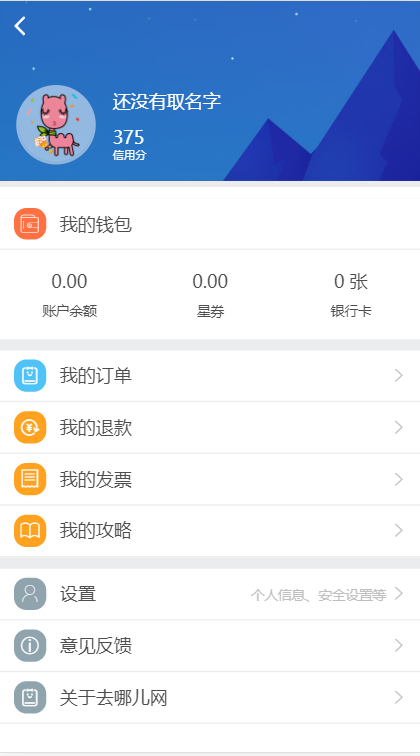 还没有取名字
375
信用分
我的钱包
0.00 0.00 0 张
账户余额 星券 银行卡
我的订单
我的退款
我的发票
我的攻略
设置 个人信息、安全设置等
意见反馈
关于去哪儿网